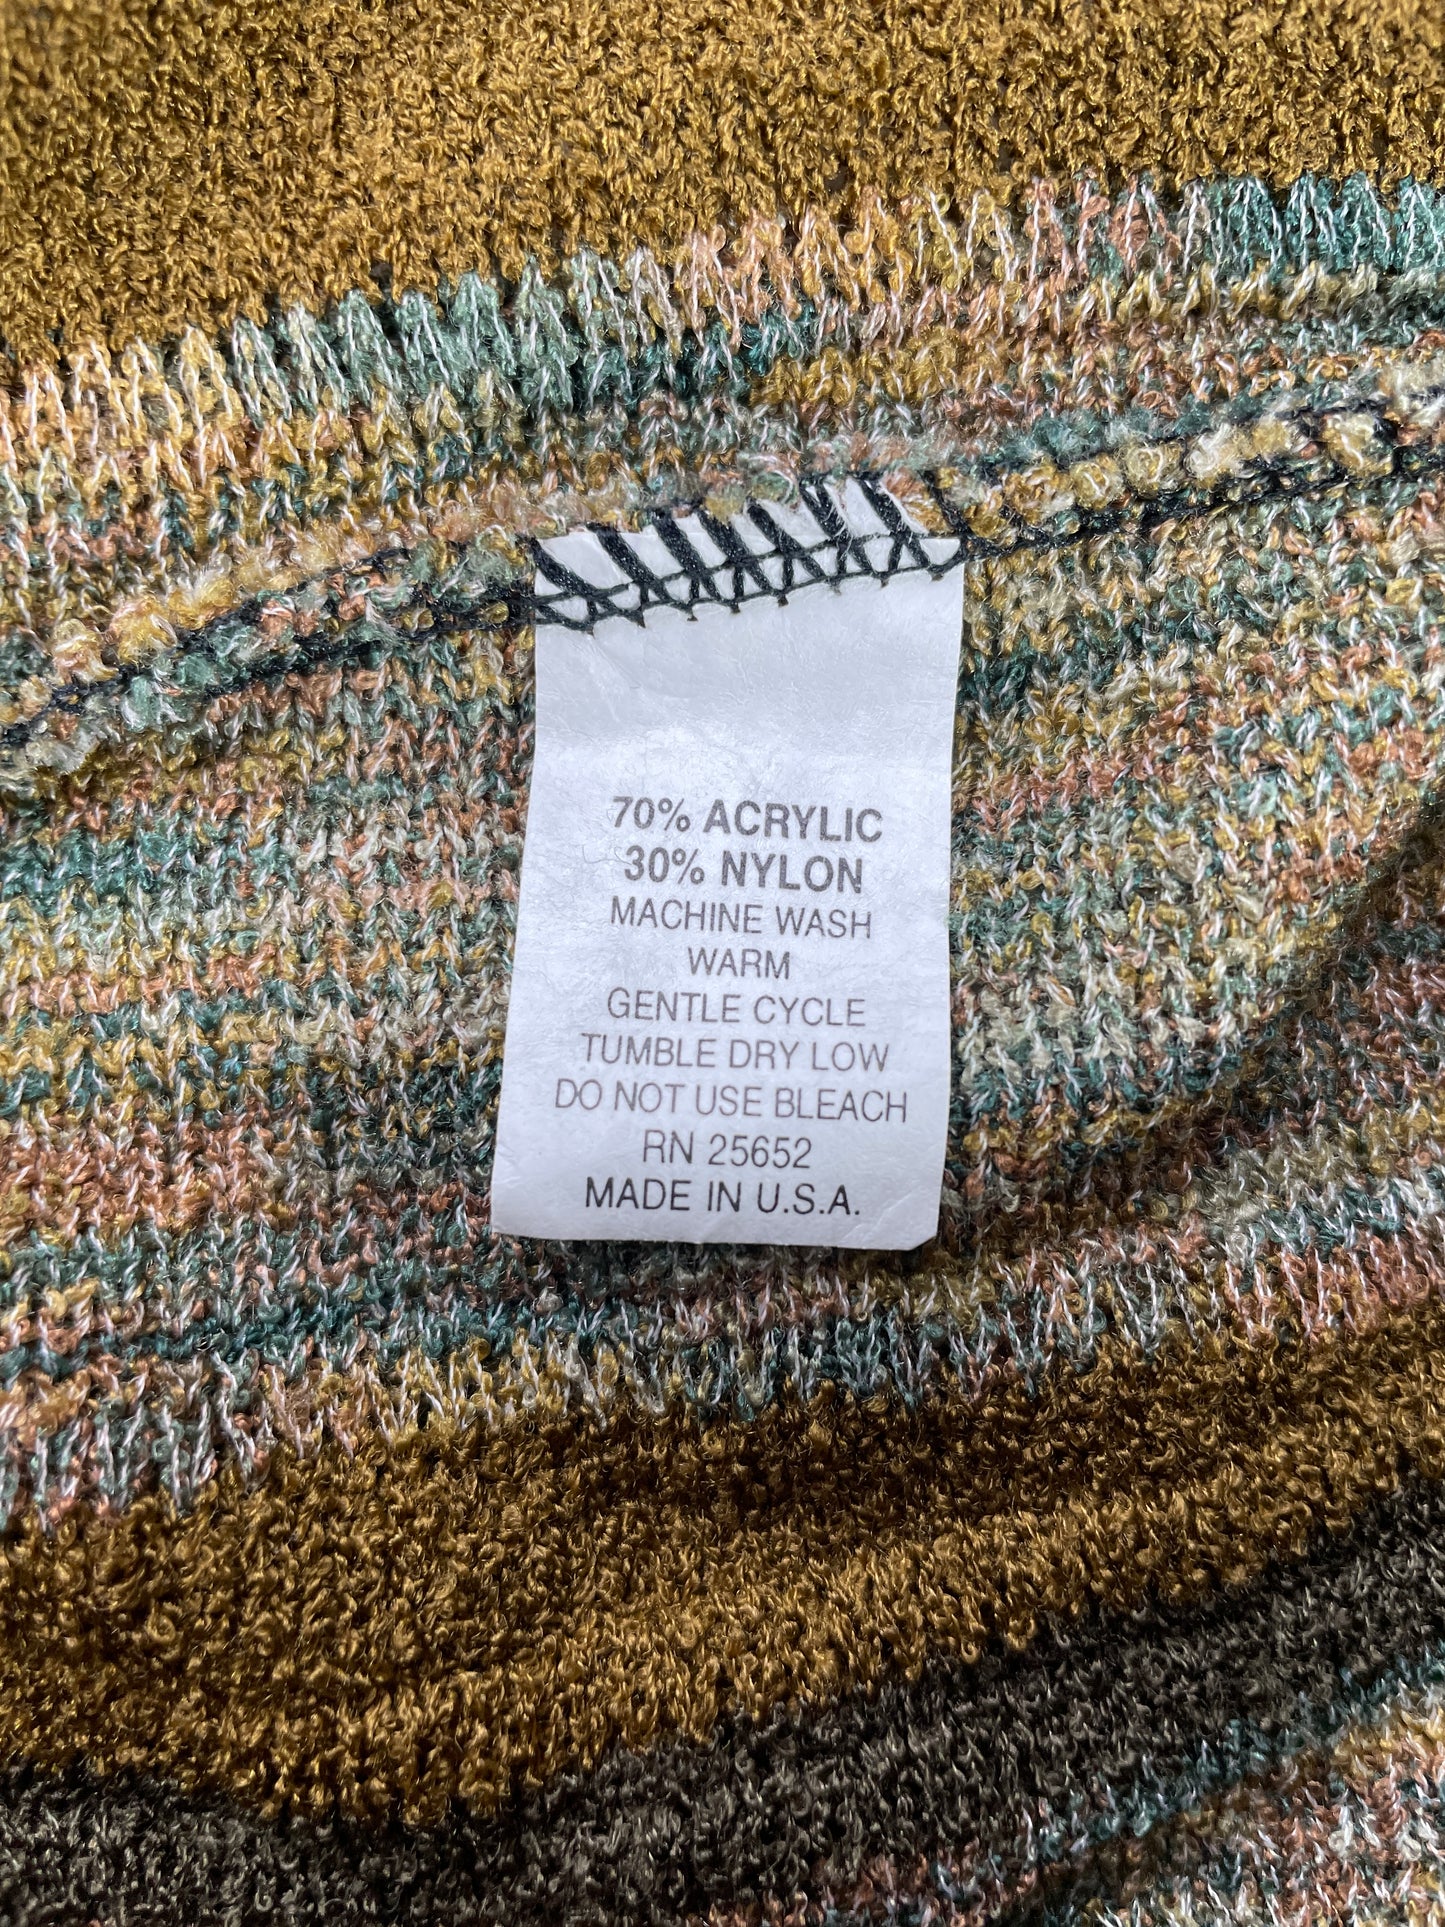 70% ACRYLIC
30% NYLON
MACHINE WASH
WARM
GENTLE CYCLE
TUMBLE DRY LOW
DO NOT USE BLEACH
RN 25652
MADE IN U.S.A.